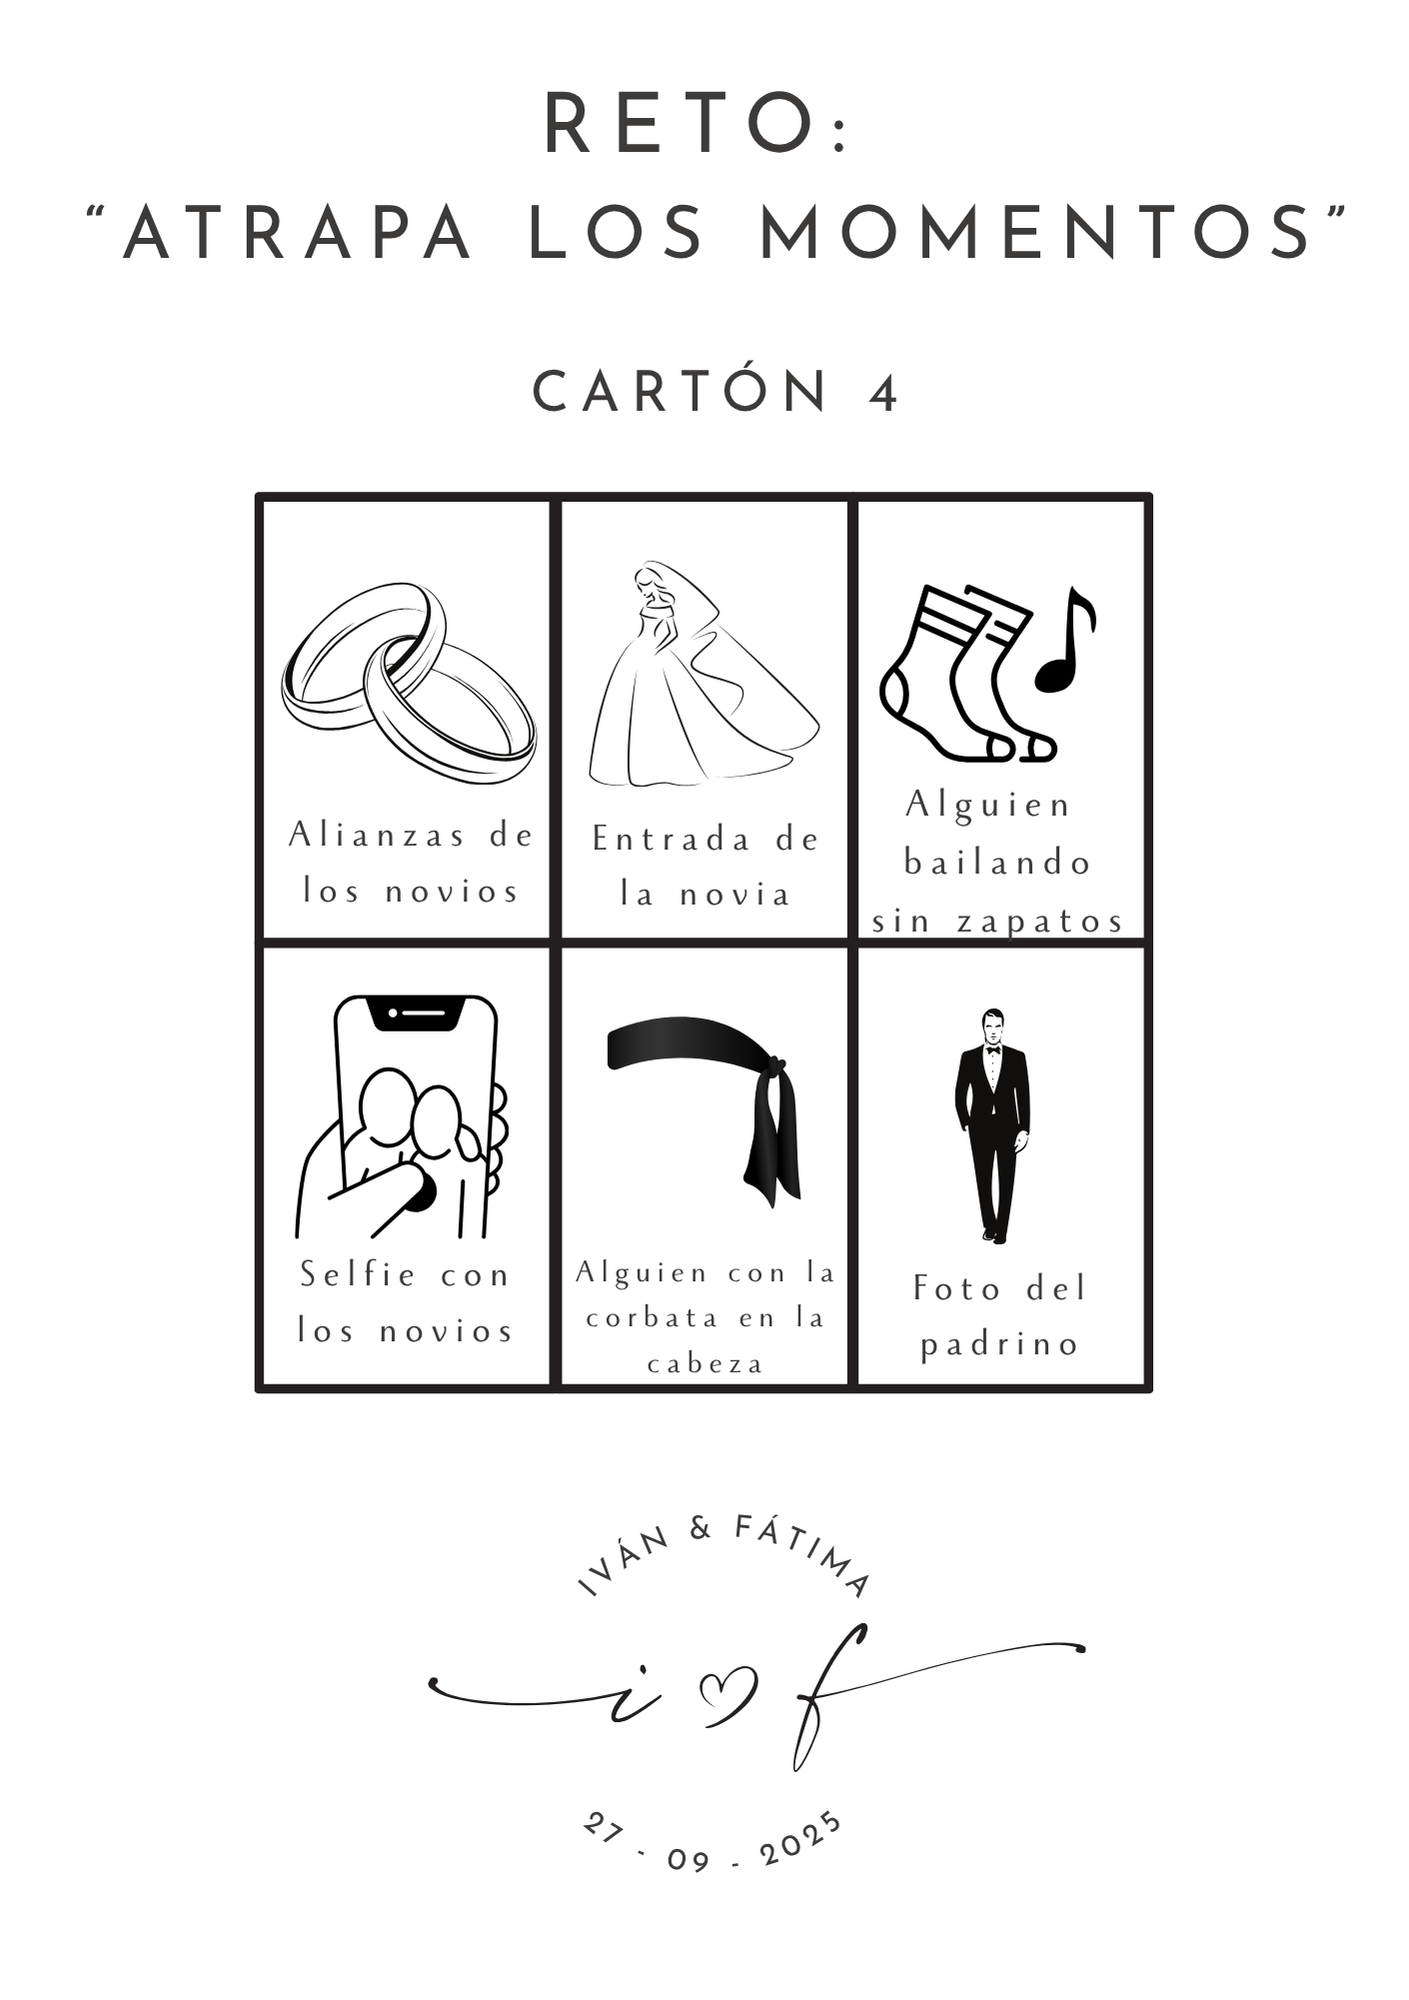 RETO:
“ATRAPA LOS MOMENTOS”
CARTÓN 4
Alianzas de
los novios
Entrada de
la novia
Alguien
bailando
sin zapatos
Selfie con
los novios
Alguien con la
corbata en la
cabeza
Foto del
padrino
IVÁN & FÁTIMA
i f
27 - 09 - 2025